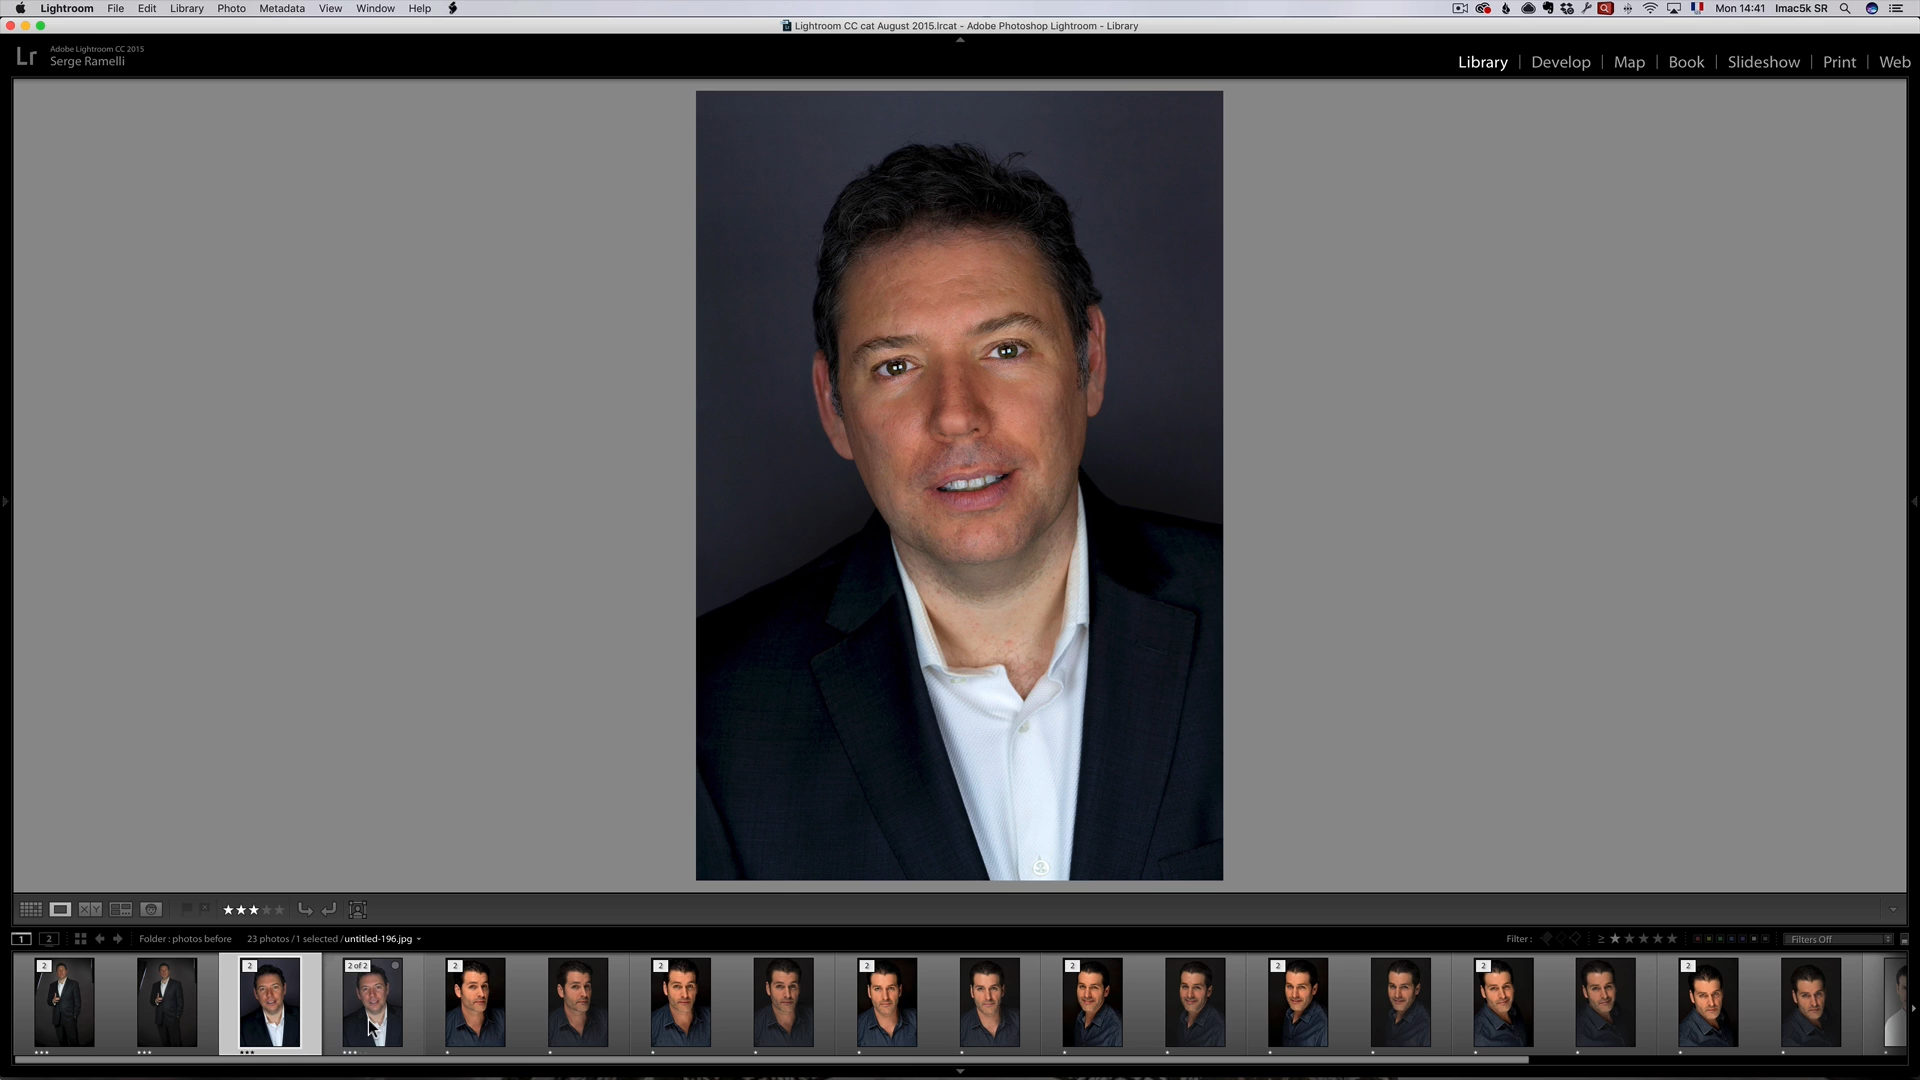 Lightroom File Edit Library Photo Metadata View Window Help Mon 14:41 Imac5k SR
Lightroom CC cat August 2015.lrcat - Adobe Photoshop Lightroom - Library
Lr Adobe Lightroom CC 2015
Serge Ramelli
Library | Develop | Map | Book | Slideshow | Print | Web
XY
1 2 Folder : photos before 23 photos / 1 selected / untitled-196.jpg Filter : ≥ Filters Off
2 2 2 of 2 2 2 2 2 2 2 2